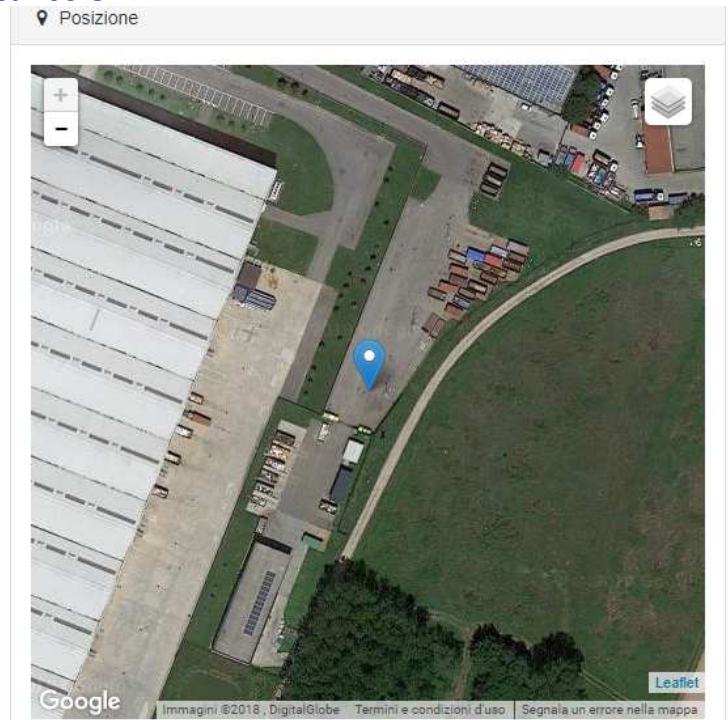 Posizione
+
-
Leaflet
Google
Immagini ©2018 , DigitalGlobe Termini e condizioni d'uso Segnala un errore nella mappa